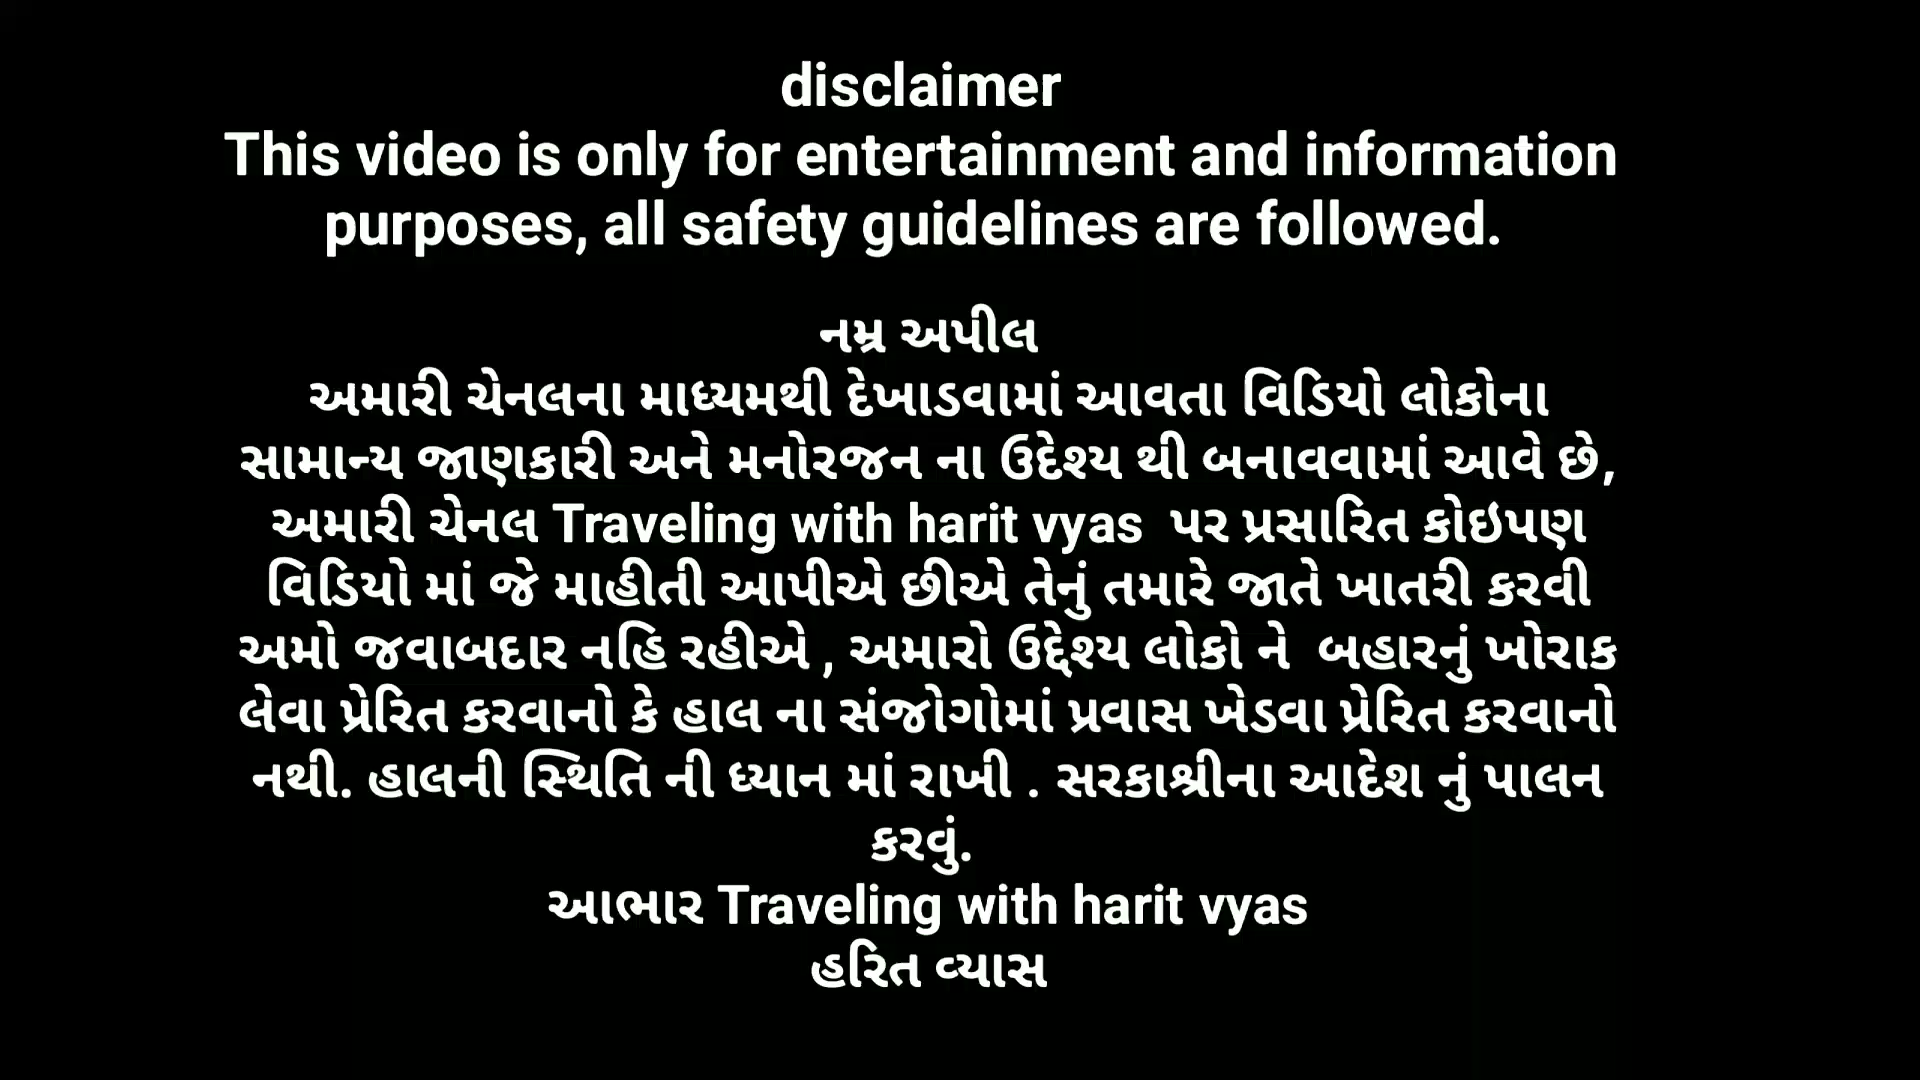 disclaimer
This video is only for entertainment and information
purposes, all safety guidelines are followed.
નમ્ર અપીલ
અમારી ચેનલના માધ્યમથી દેખાડવામાં આવતા વિડિયો લોકોના
સામાન્ય જાણકારી અને મનોરજન ના ઉદેશ્ય થી બનાવવામાં આવે છે,
અમારી ચેનલ Traveling with harit vyas પર પ્રસારિત કોઇપણ
વિડિયો માં જે માહીતી આપીએ છીએ તેનું તમારે જાતે ખાતરી કરવી
અમો જવાબદાર નહિ રહીએ , અમારો ઉદ્દેશ્ય લોકો ને બહારનું ખોરાક
લેવા પ્રેરિત કરવાનો કે હાલ ના સંજોગોમાં પ્રવાસ ખેડવા પ્રેરિત કરવાનો
નથી. હાલની સ્થિતિ ની ધ્યાન માં રાખી . સરકાશ્રીના આદેશ નું પાલન
કરવું.
આભાર Traveling with harit vyas
હરિત વ્યાસ